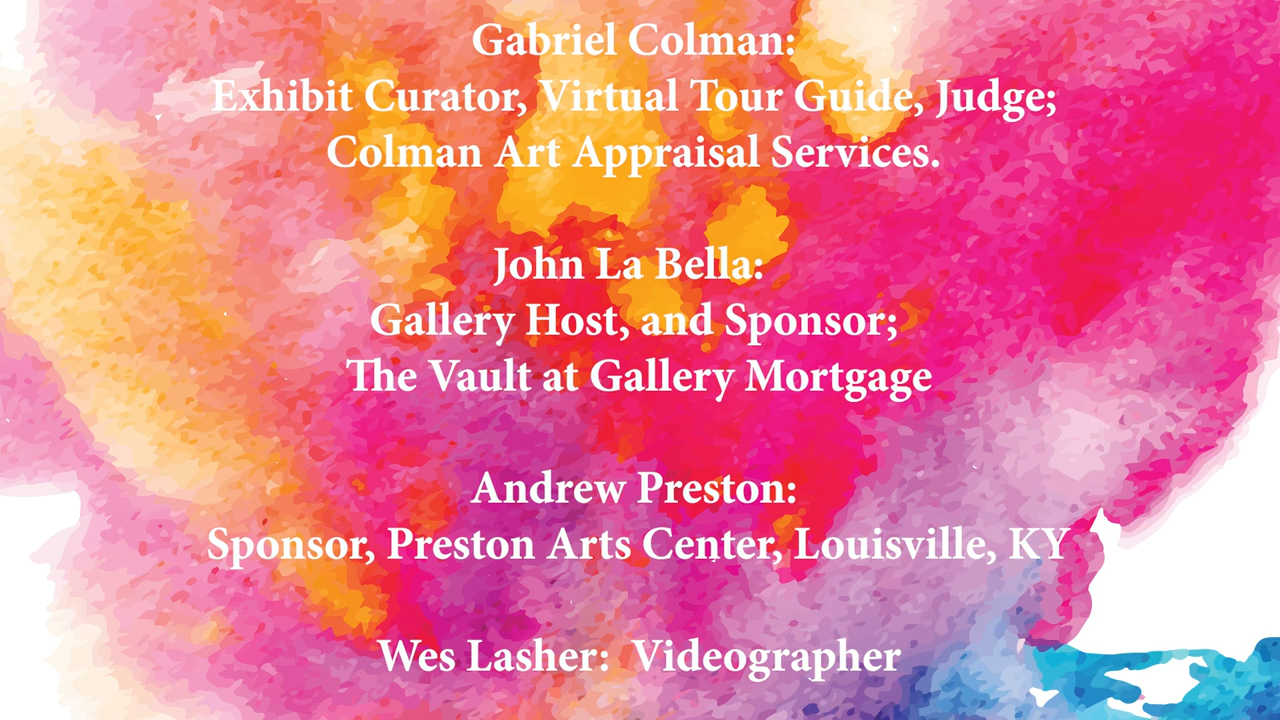 Gabriel Colman:
Exhibit Curator, Virtual Tour Guide, Judge;
Colman Art Appraisal Services.
John La Bella:
Gallery Host, and Sponsor;
The Vault at Gallery Mortgage
Andrew Preston:
Sponsor, Preston Arts Center, Louisville, KY
Wes Lasher:  Videographer